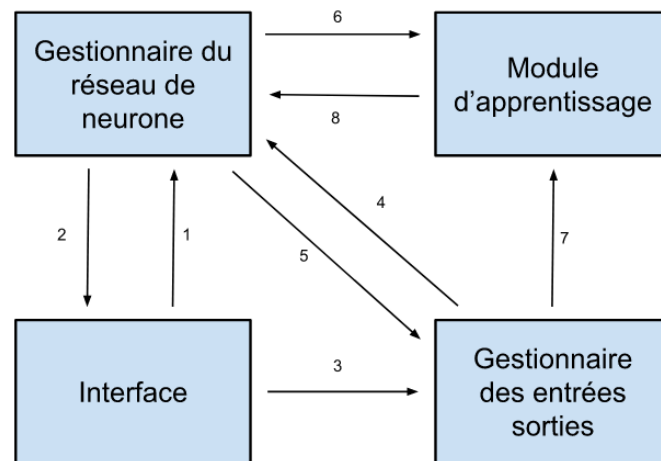 Gestionnaire du
réseau de
neurone
6
8
Module
d'apprentissage
2
1
4
5
7
Interface
3
Gestionnaire
des entrées
sorties